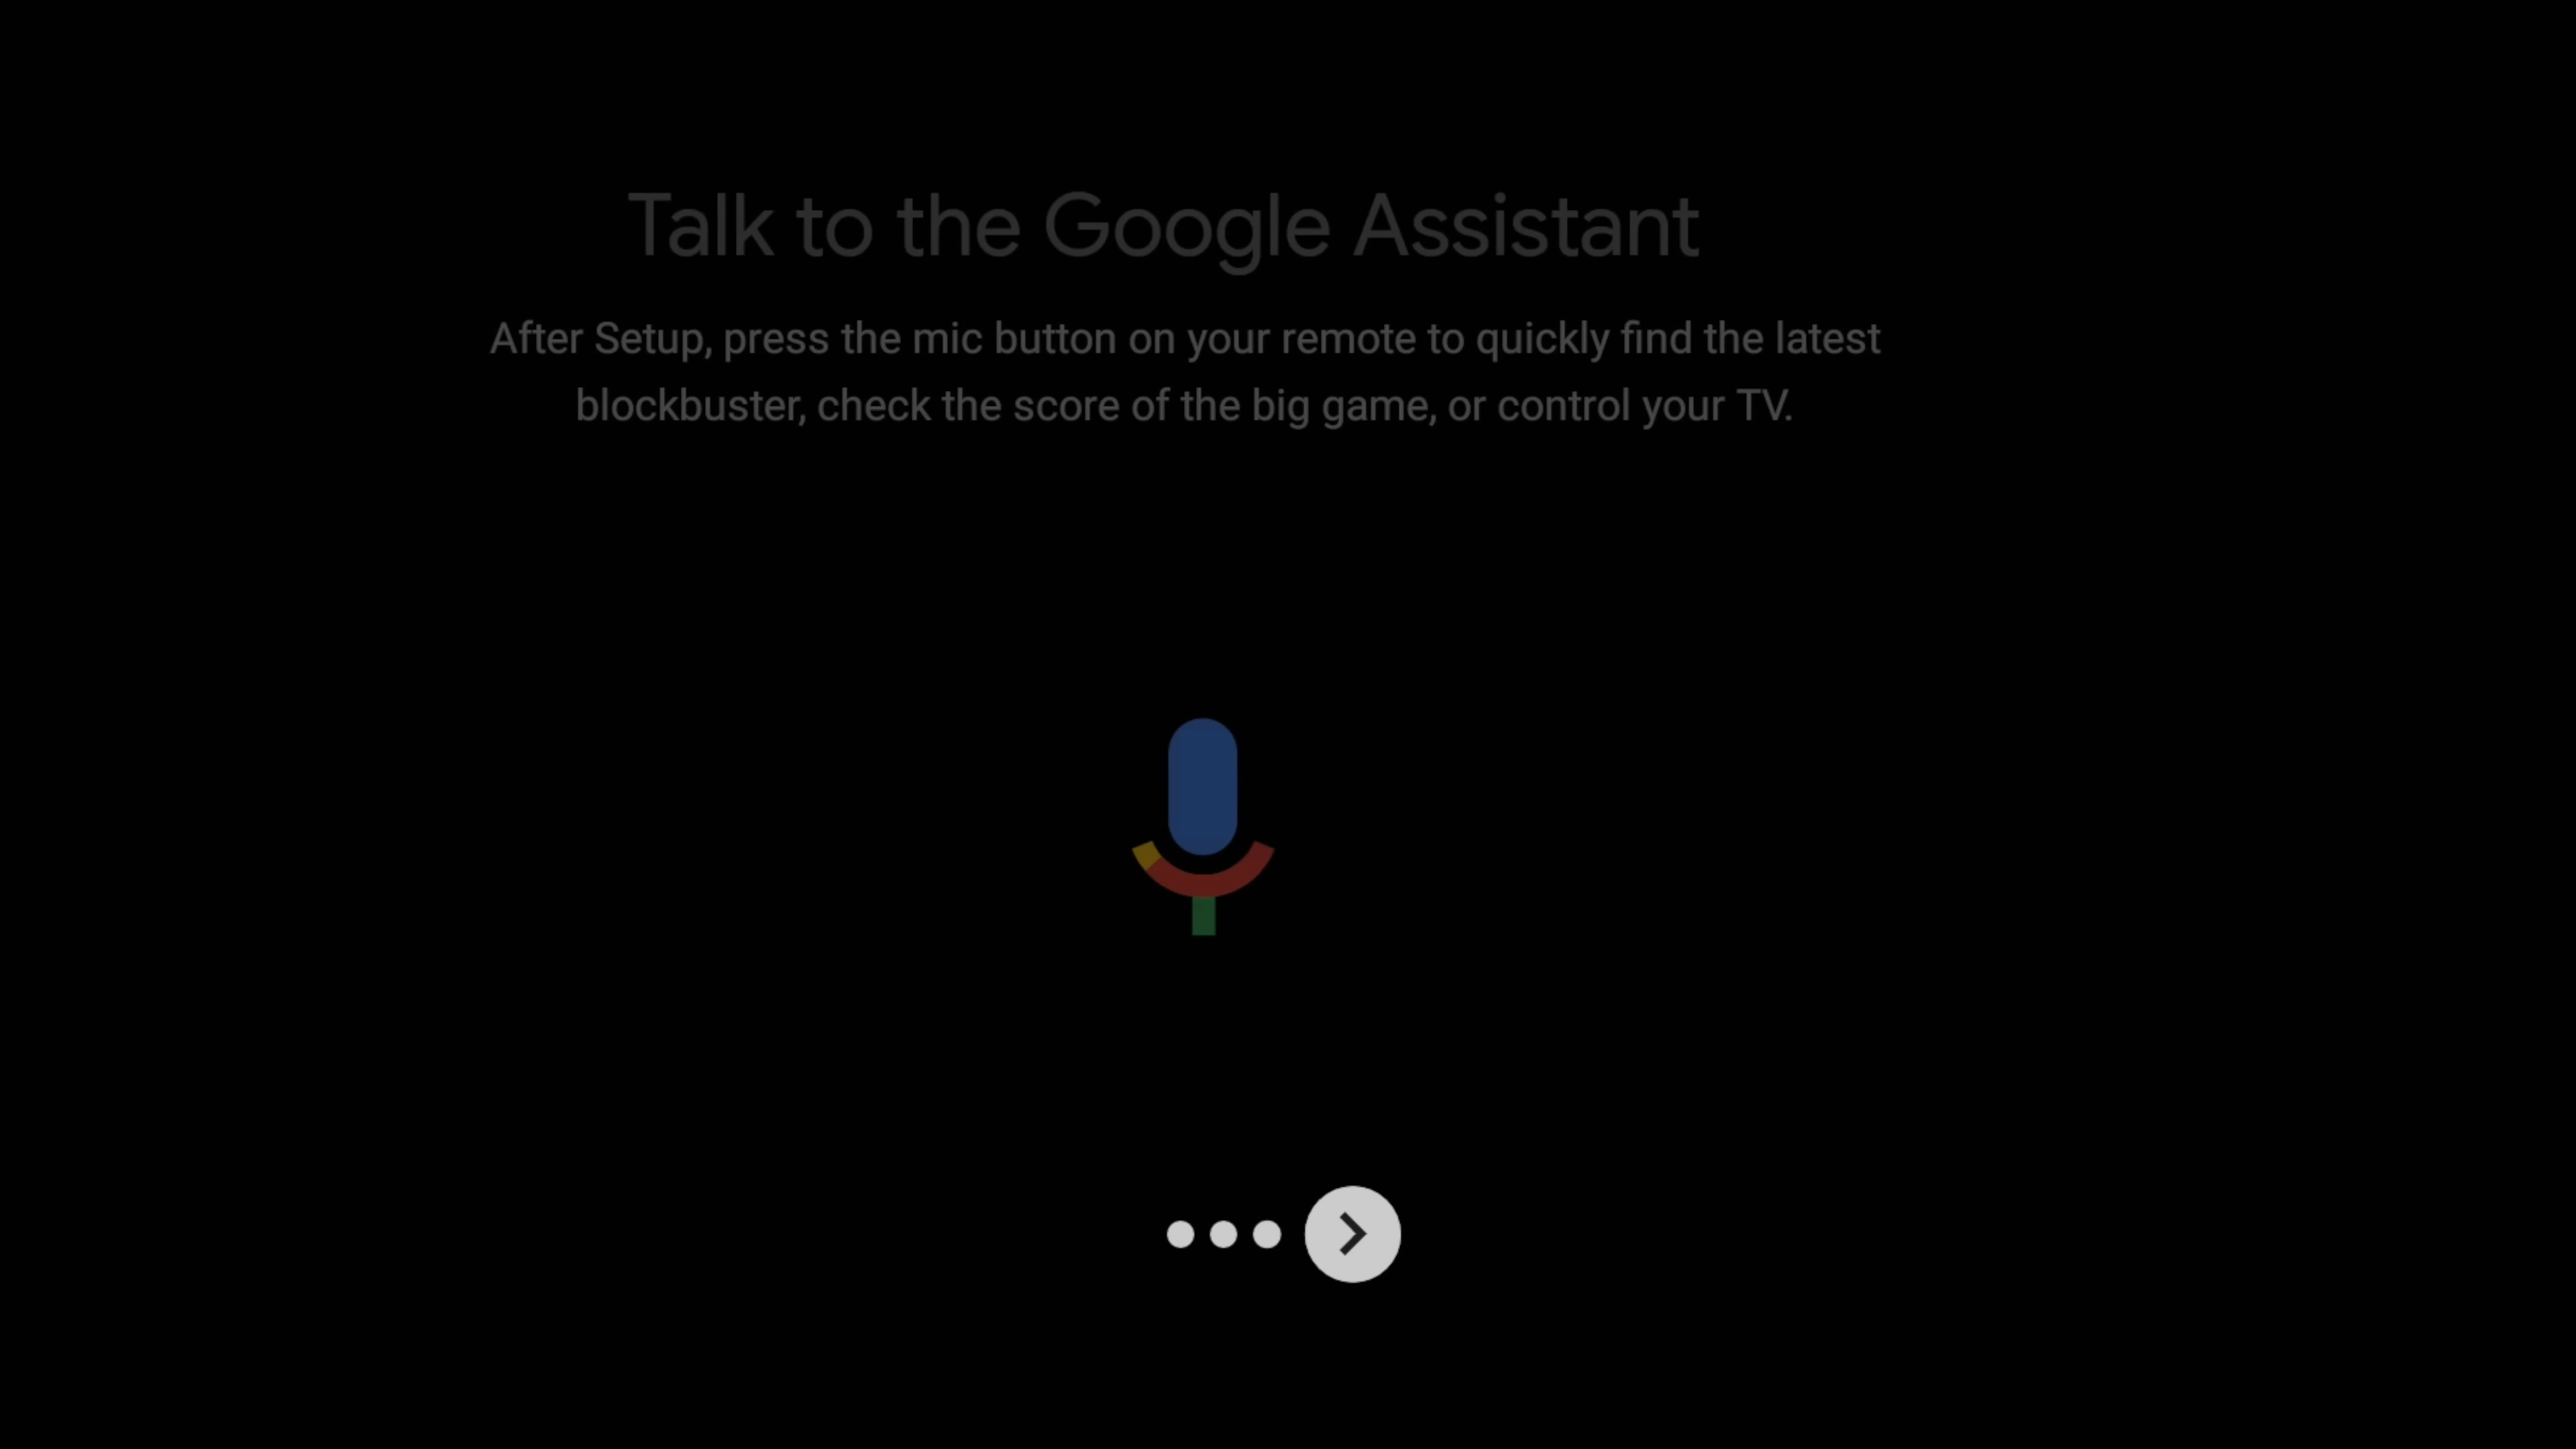 Talk to the Google Assistant
After Setup, press the mic button on your remote to quickly find the latest
blockbuster, check the score of the big game, or control your TV.